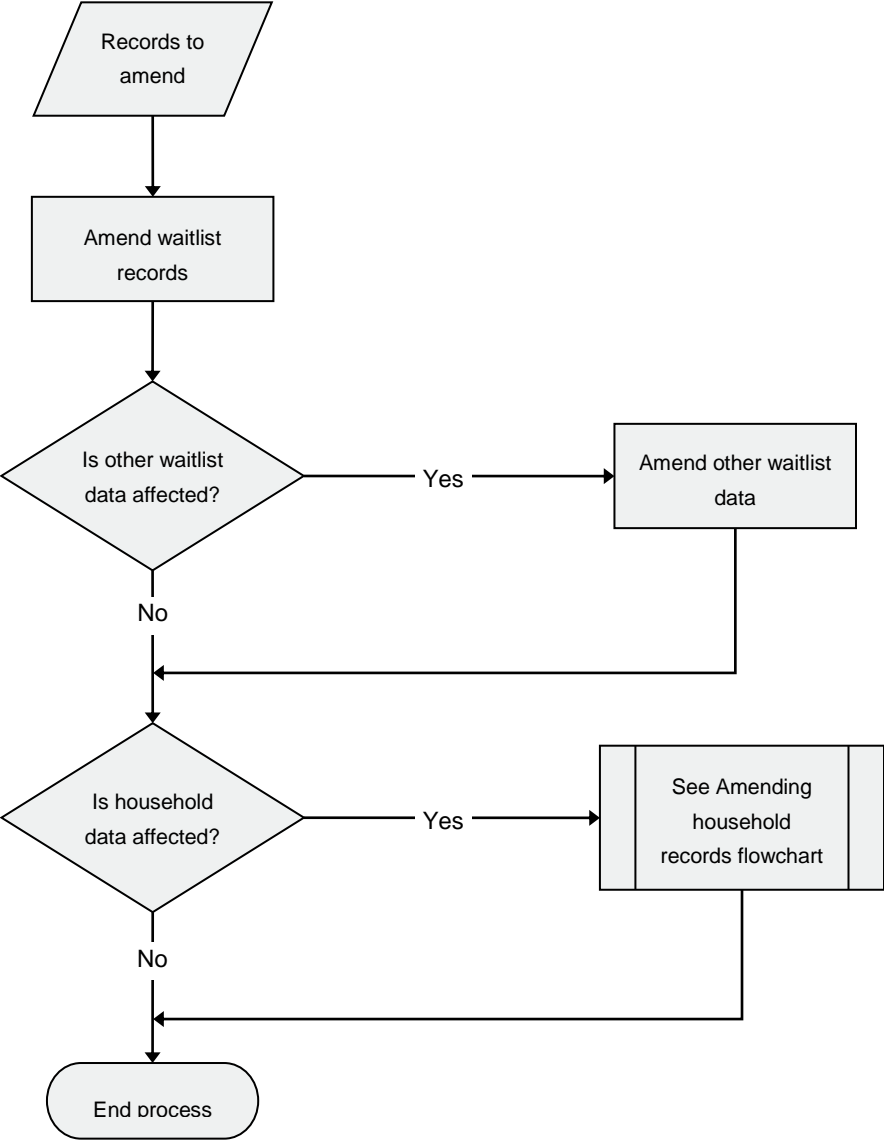 Records to
amend
Amend waitlist
records
Is other waitlist
data affected?
Yes
Amend other waitlist
data
No
Is household
data affected?
Yes
See Amending
household
records flowchart
No
End process